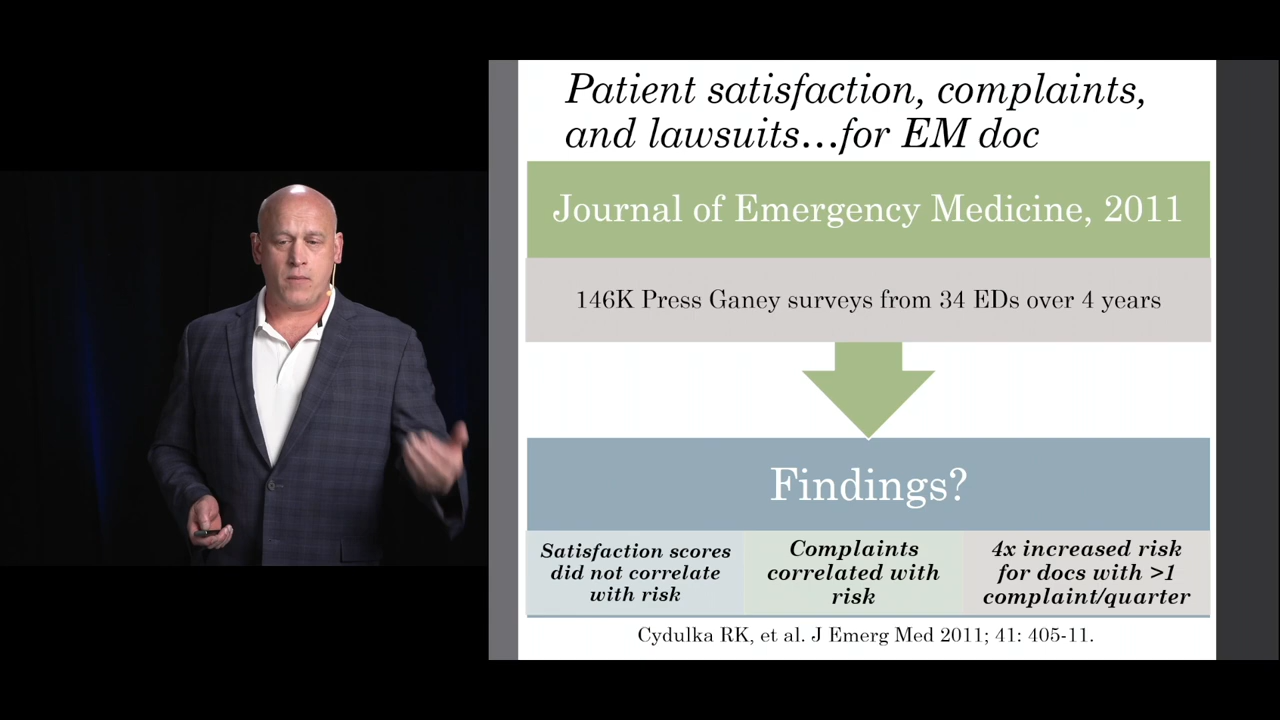 Patient satisfaction, complaints,
and lawsuits...for EM doc
Journal of Emergency Medicine, 2011
146K Press Ganey surveys from 34 EDs over 4 years
Findings?
Satisfaction scores
did not correlate
with risk
Complaints
correlated with
risk
4x increased risk
for docs with >1
complaint/quarter
Cydulka RK, et al. J Emerg Med 2011; 41: 405-11.